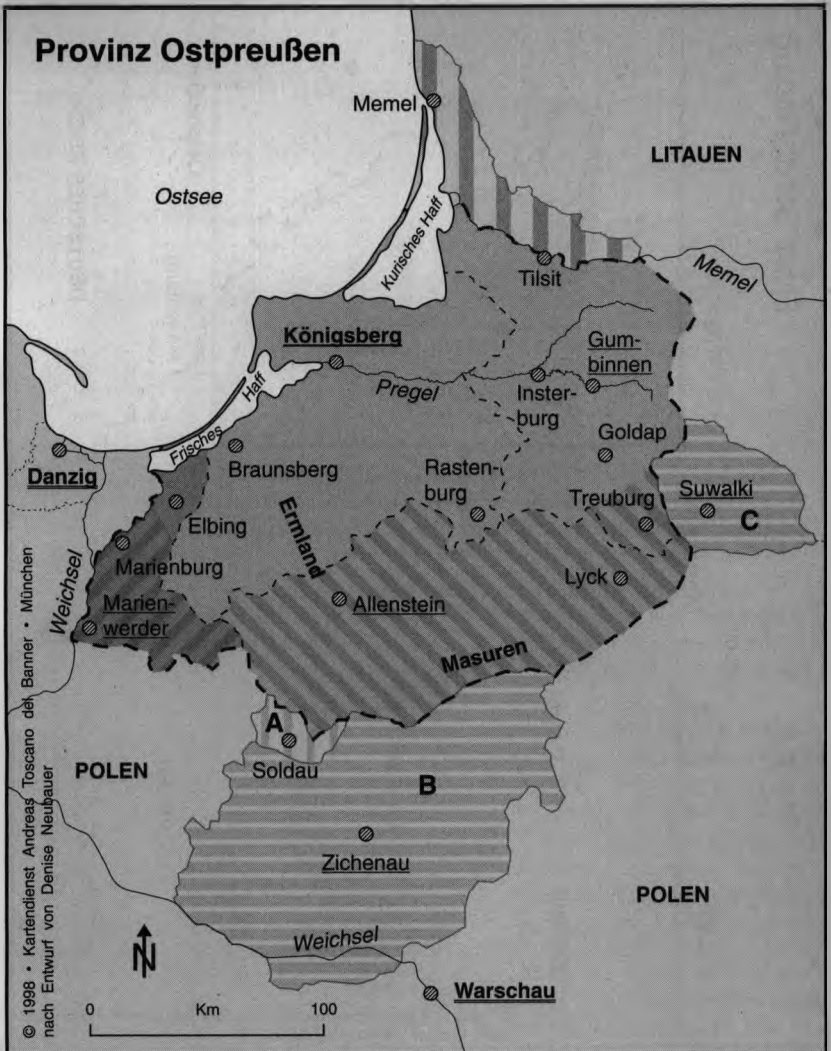 Provinz Ostpreußen
Memel
LITAUEN
Ostsee
Kurisches Haff
Tilsit
Memel
Königsberg
Gum-
binnen
Pregel
Inster-
burg
Frisches Haff
Goldap
Danzig
Braunsberg
Rasten-
burg
Treuburg
Suwalki
C
Elbing
Ermland
Marienburg
Lyck
Weichsel
Marien-
werder
Allenstein
Masuren
A
Soldau
POLEN
B
Zichenau
POLEN
Weichsel
N
Warschau
0 Km 100
© 1998 • Kartendienst Andreas Toscano del Banner • München
nach Entwurf von Denise Neubauer